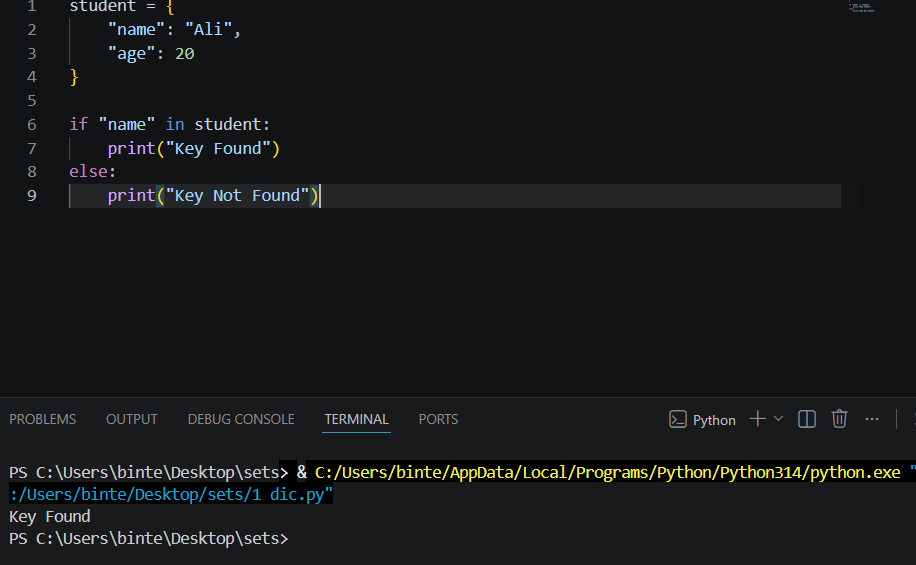 1 student = {
2     "name": "Ali",
3     "age": 20
4 }
5
6 if "name" in student:
7     print("Key Found")
8 else:
9     print("Key Not Found")
PROBLEMS OUTPUT DEBUG CONSOLE TERMINAL PORTS Python
PS C:\Users\binte\Desktop\sets> & C:/Users/binte/AppData/Local/Programs/Python/Python314/python.exe "
:/Users/binte/Desktop/sets/1 dic.py"
Key Found
PS C:\Users\binte\Desktop\sets>